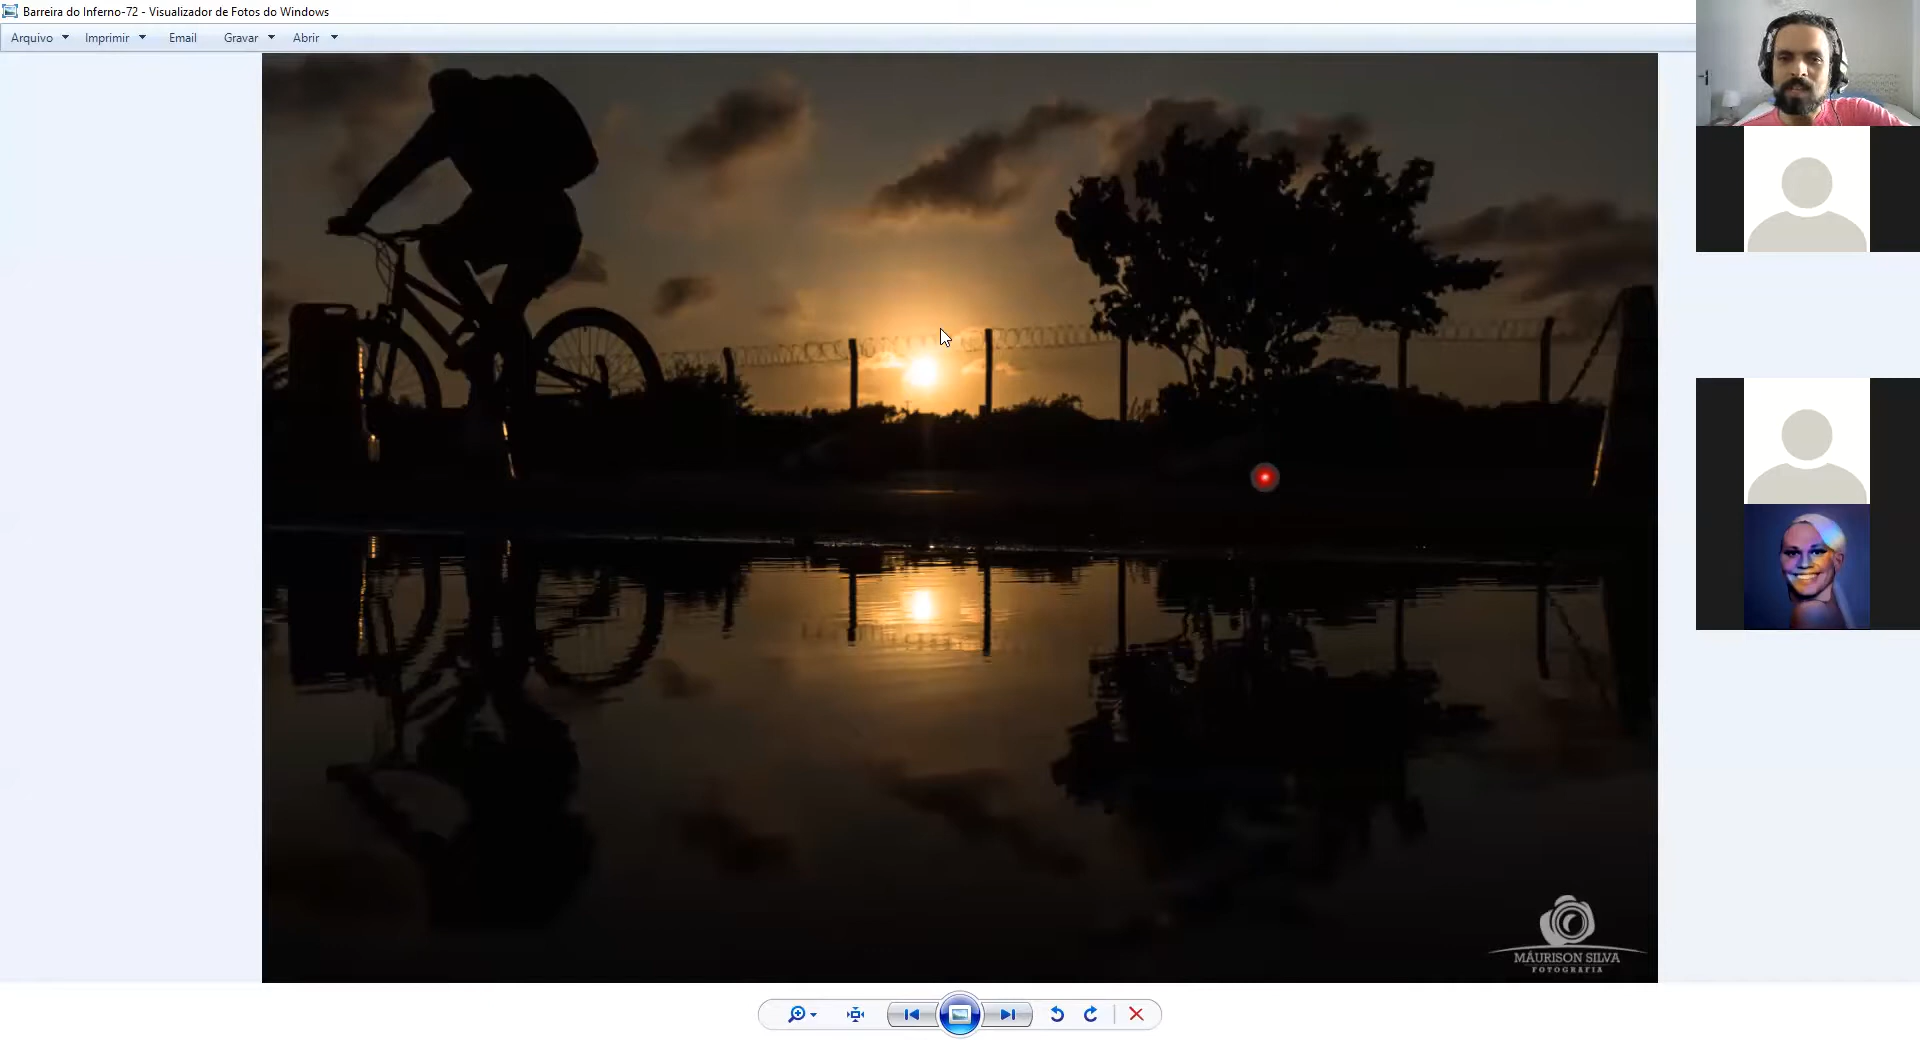 Barreira do Inferno-72 - Visualizador de Fotos do Windows
Arquivo Imprimir Email Gravar Abrir
MÁURISON SILVA
FOTOGRAFIA